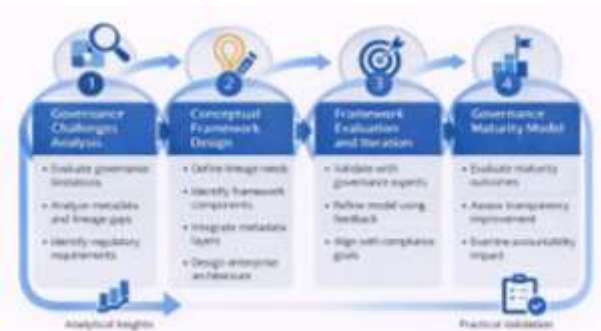 1
2
3
4
Governance
Challenges
Analysis
Conceptual
Framework
Design
Framework
Evaluation
and Iteration
Governance
Maturity Model
• Evaluate governance
limitations
• Analyze metadata
and lineage gaps
• Identify regulatory
requirements
• Define lineage needs
• Identify framework
components
• Integrate metadata
layers
• Design enterprise
architecture
• Validate with
governance experts
• Refine model using
feedback
• Align with compliance
goals
• Evaluate maturity
outcomes
• Assess transparency
improvement
• Examine accountability
impact
Analytical Insights
Practical Validation